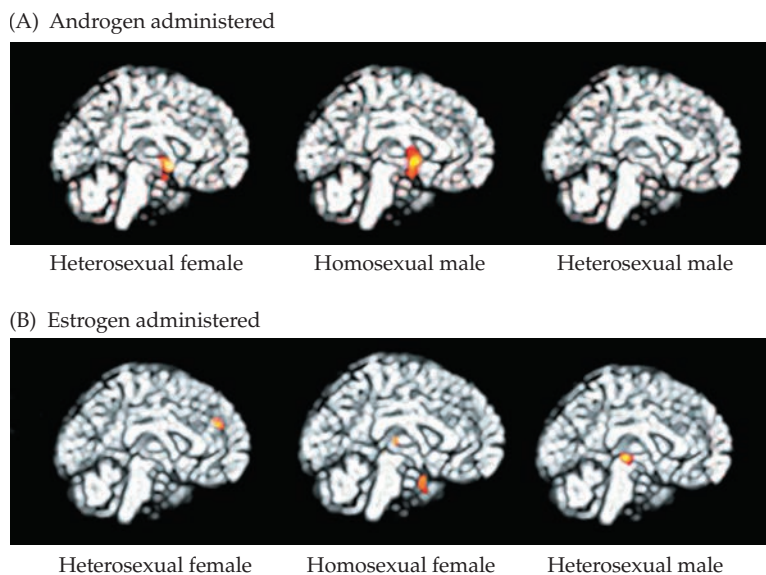 (A) Androgen administered
Heterosexual female Homosexual male Heterosexual male
(B) Estrogen administered
Heterosexual female Homosexual female Heterosexual male